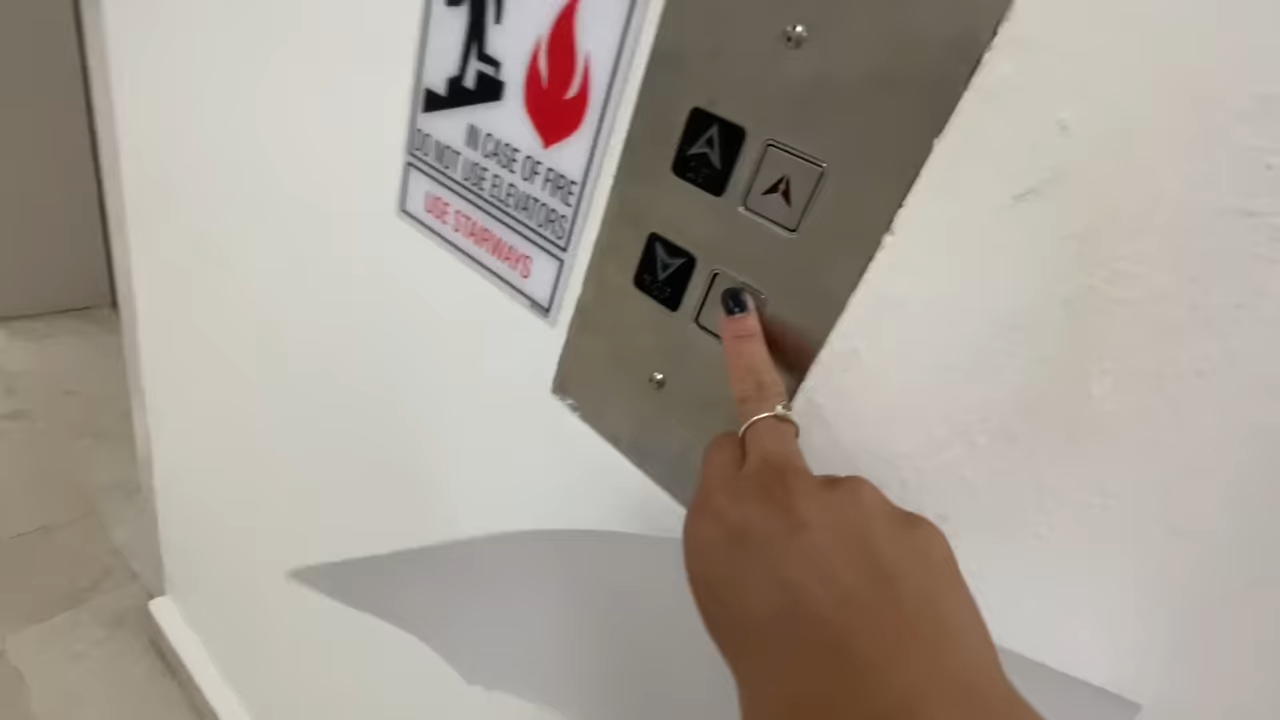 IN CASE OF FIRE
DO NOT USE ELEVATORS
USE STAIRWAYS